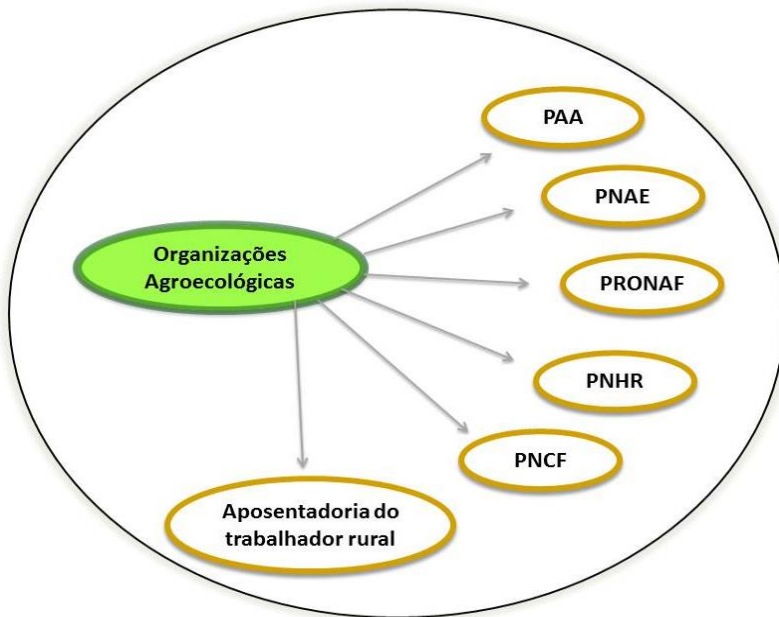 PAA
PNAE
Organizações
Agroecológicas
PRONAF
PNHR
PNCF
Aposentadoria do
trabalhador rural